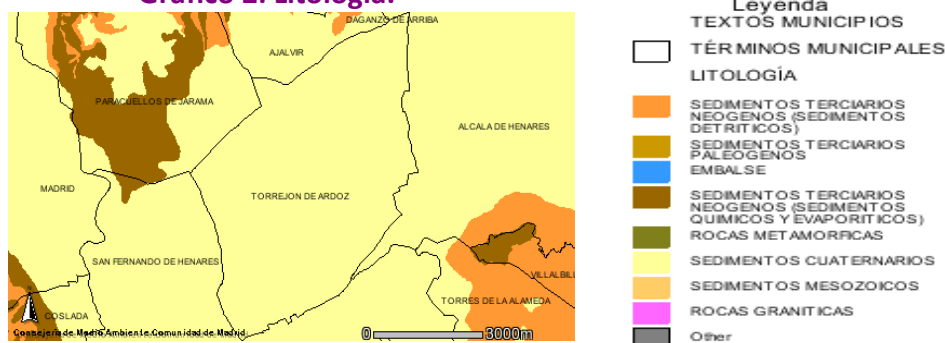 Gráfico 2. Litología.
DAGANZO DE ARRIBA
AJALVIR
PARACUELLOS DE JARAMA
ALCALA DE HENARES
MADRID
TORREJON DE ARDOZ
SAN FERNANDO DE HENARES
VILLALBIL
TORRES DE LA ALAMEDA
COSLADA
Consejería de Medio Ambiente.Comunidad de Madrid
0 3000m
Leyenda
TEXTOS MUNICIPIOS
TÉRMINOS MUNICIPALES
LITOLOGÍA
SEDIMENTOS TERCIARIOS
NEOGENOS (SEDIMENTOS
DETRITICOS)
SEDIMENTOS TERCIARIOS
PALEOGENOS
EMBALSE
SEDIMENTOS TERCIARIOS
NEOGENOS (SEDIMENTOS
QUIMICOS Y EVAPORITICOS)
ROCAS METAMORFICAS
SEDIMENTOS CUATERNARIOS
SEDIMENTOS MESOZOICOS
ROCAS GRANITICAS
Other